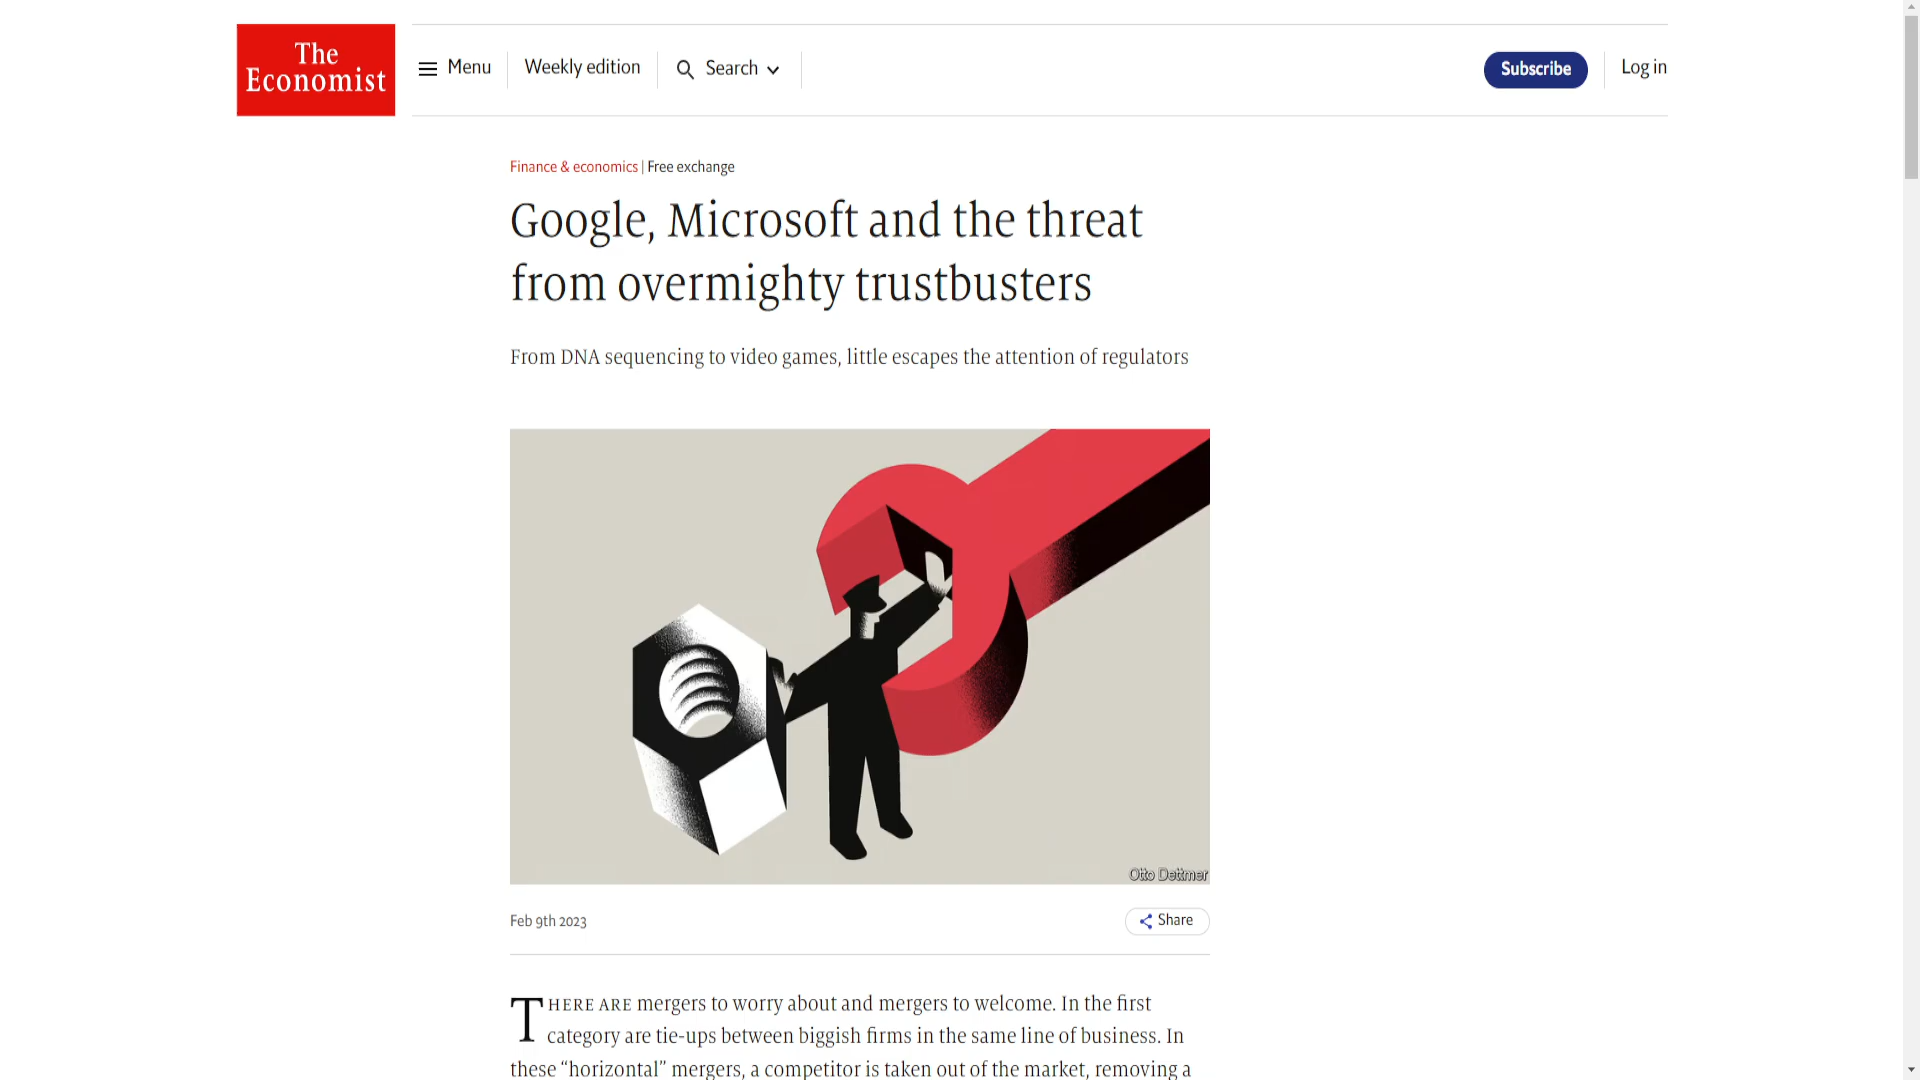 The
Economist
Menu
Weekly edition
Search
Subscribe
Log in
Finance & economics | Free exchange
Google, Microsoft and the threat
from overmighty trustbusters
From DNA sequencing to video games, little escapes the attention of regulators
Otto Dettmer
Feb 9th 2023
Share
THERE ARE mergers to worry about and mergers to welcome. In the first
category are tie-ups between biggish firms in the same line of business. In
these “horizontal” mergers, a competitor is taken out of the market, removing a